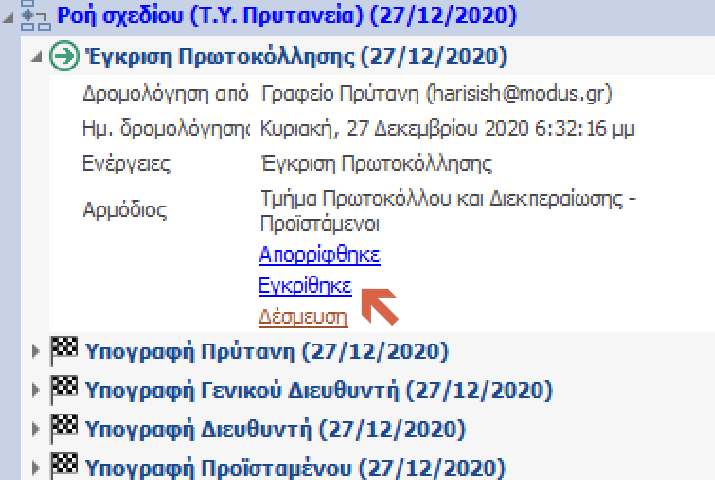 Ροή σχεδίου (Τ.Υ. Πρυτανεία) (27/12/2020)
Έγκριση Πρωτοκόλλησης (27/12/2020)
Δρομολόγηση από Γραφείο Πρύτανη (harisish@modus.gr)
Ημ. δρομολόγησης Κυριακή, 27 Δεκεμβρίου 2020 6:32:16 μμ
Ενέργειες Έγκριση Πρωτοκόλλησης
Αρμόδιος Τμήμα Πρωτοκόλλου και Διεκπεραίωσης -
Προϊστάμενοι
Απορρίφθηκε
Εγκρίθηκε
Δέσμευση
Υπογραφή Πρύτανη (27/12/2020)
Υπογραφή Γενικού Διευθυντή (27/12/2020)
Υπογραφή Διευθυντή (27/12/2020)
Υπογραφή Προϊσταμένου (27/12/2020)